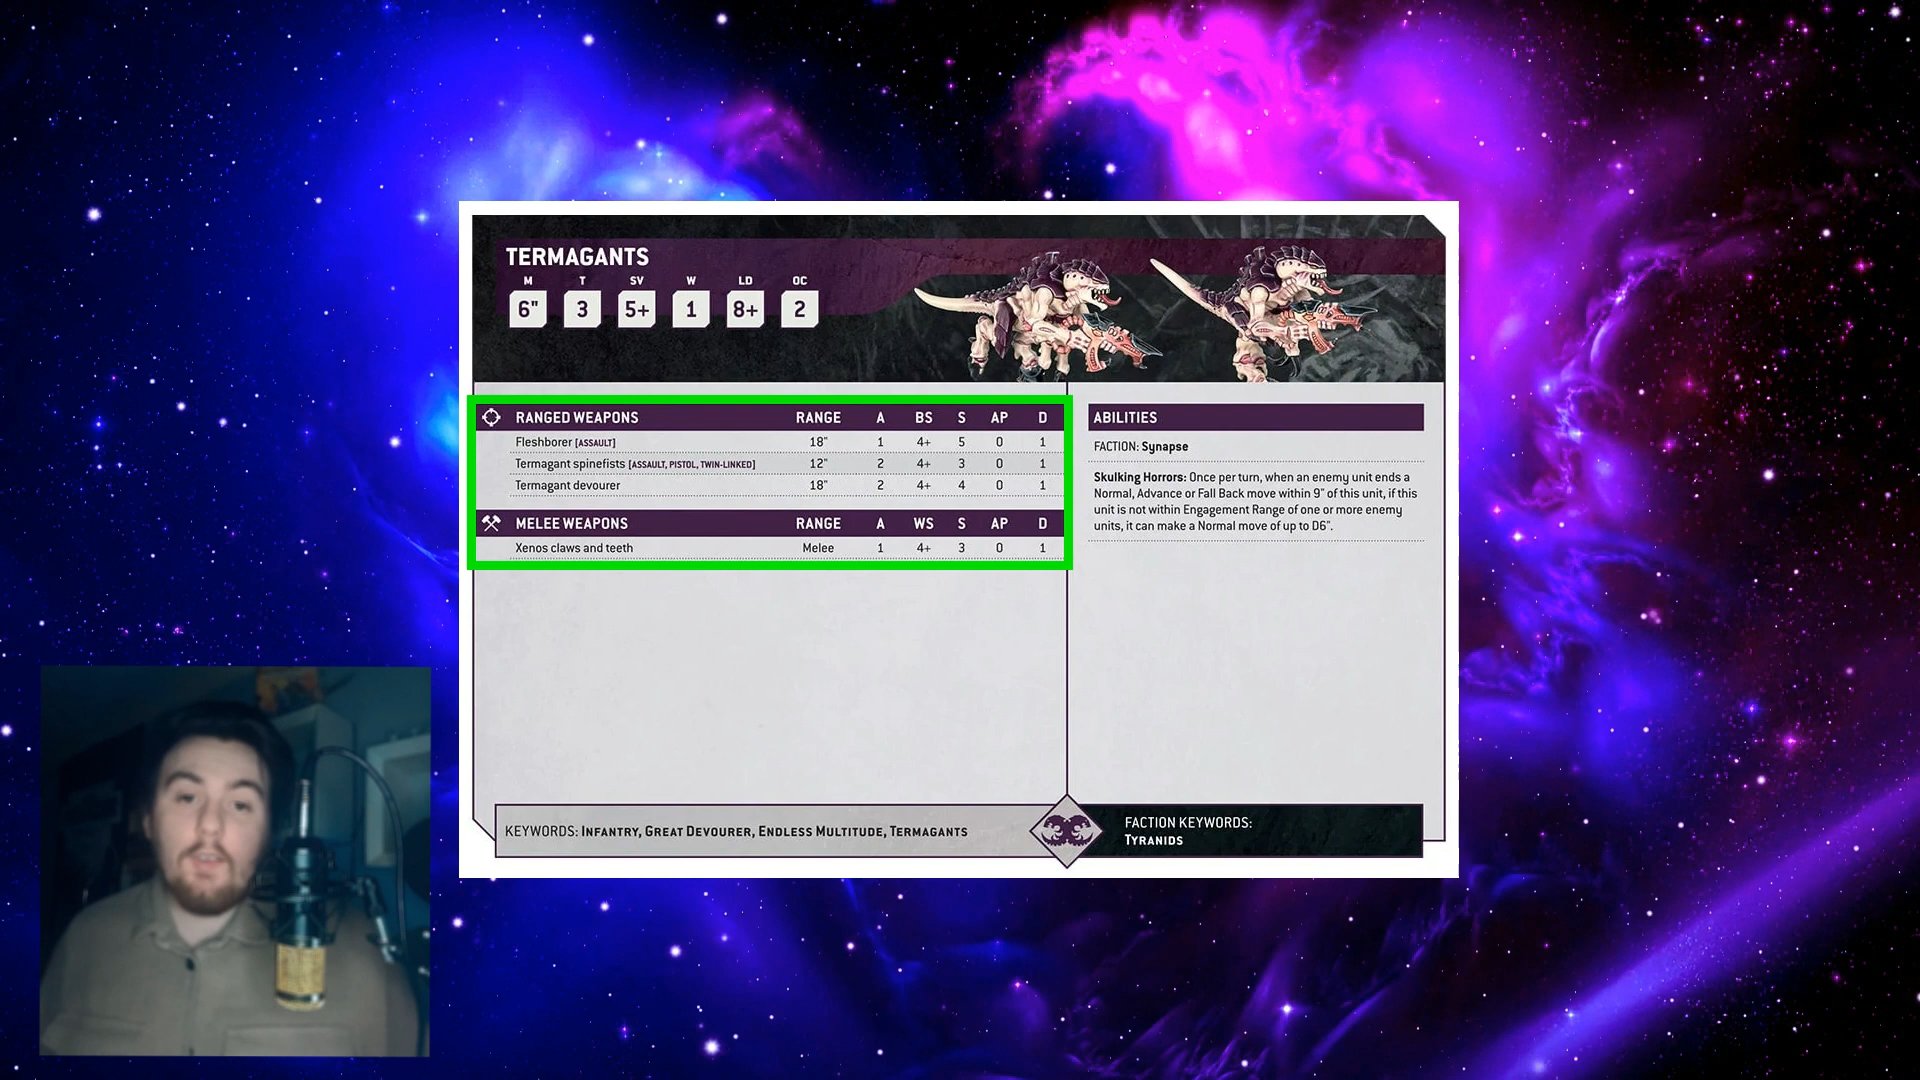 TERMAGANTS
M T SV W LD OC
6" 3 5+ 1 8+ 2
RANGED WEAPONS RANGE A BS S AP D
Fleshborer [ASSAULT] 18" 1 4+ 5 0 1
Termagant spinefists [ASSAULT, PISTOL, TWIN-LINKED] 12" 2 4+ 3 0 1
Termagant devourer 18" 2 4+ 4 0 1
MELEE WEAPONS RANGE A WS S AP D
Xenos claws and teeth Melee 1 4+ 3 0 1
ABILITIES
FACTION: Synapse
Skulking Horrors: Once per turn, when an enemy unit ends a
Normal, Advance or Fall Back move within 9" of this unit, if this
unit is not within Engagement Range of one or more enemy
units, it can make a Normal move of up to D6".
KEYWORDS: INFANTRY, GREAT DEVOURER, ENDLESS MULTITUDE, TERMAGANTS
FACTION KEYWORDS:
TYRANIDS